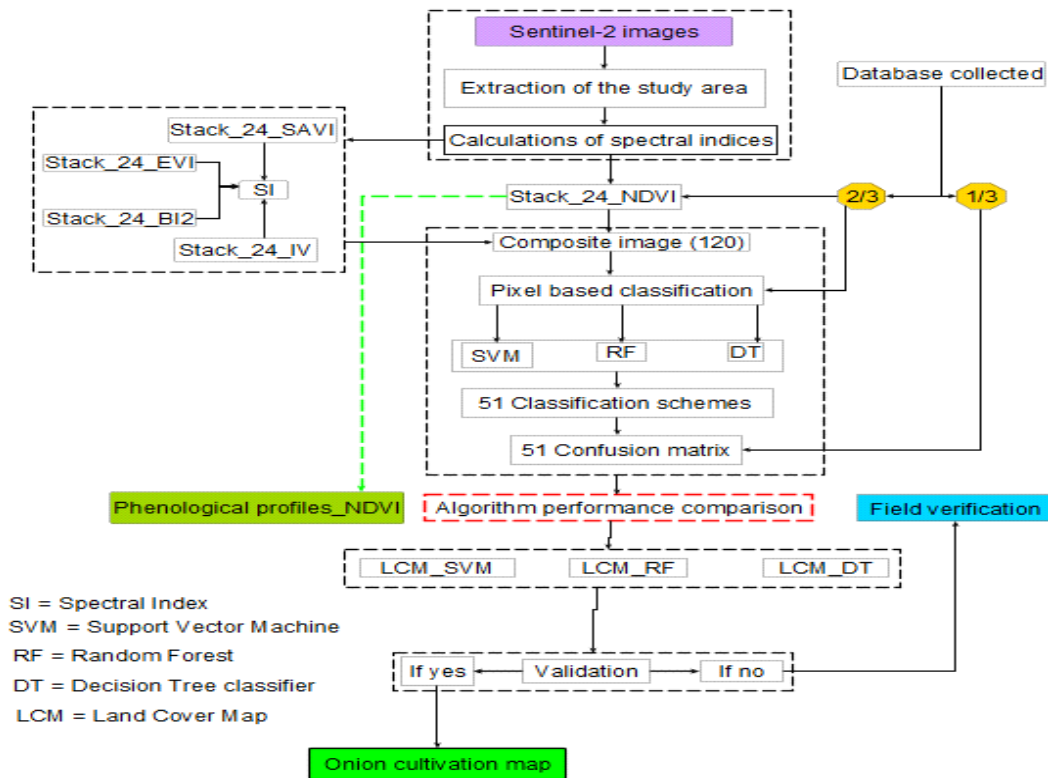 Sentinel-2 images
Extraction of the study area
Database collected
Calculations of spectral indices
Stack_24_SAVI
Stack_24_EVI
SI
Stack_24_BI2
Stack_24_IV
Stack_24_NDVI
2/3
1/3
Composite image (120)
Pixel based classification
SVM
RF
DT
51 Classification schemes
51 Confusion matrix
Phenological profiles_NDVI
Algorithm performance comparison
Field verification
LCM_SVM
LCM_RF
LCM_DT
SI = Spectral Index
SVM = Support Vector Machine
RF = Random Forest
DT = Decision Tree classifier
LCM = Land Cover Map
If yes
Validation
If no
Onion cultivation map